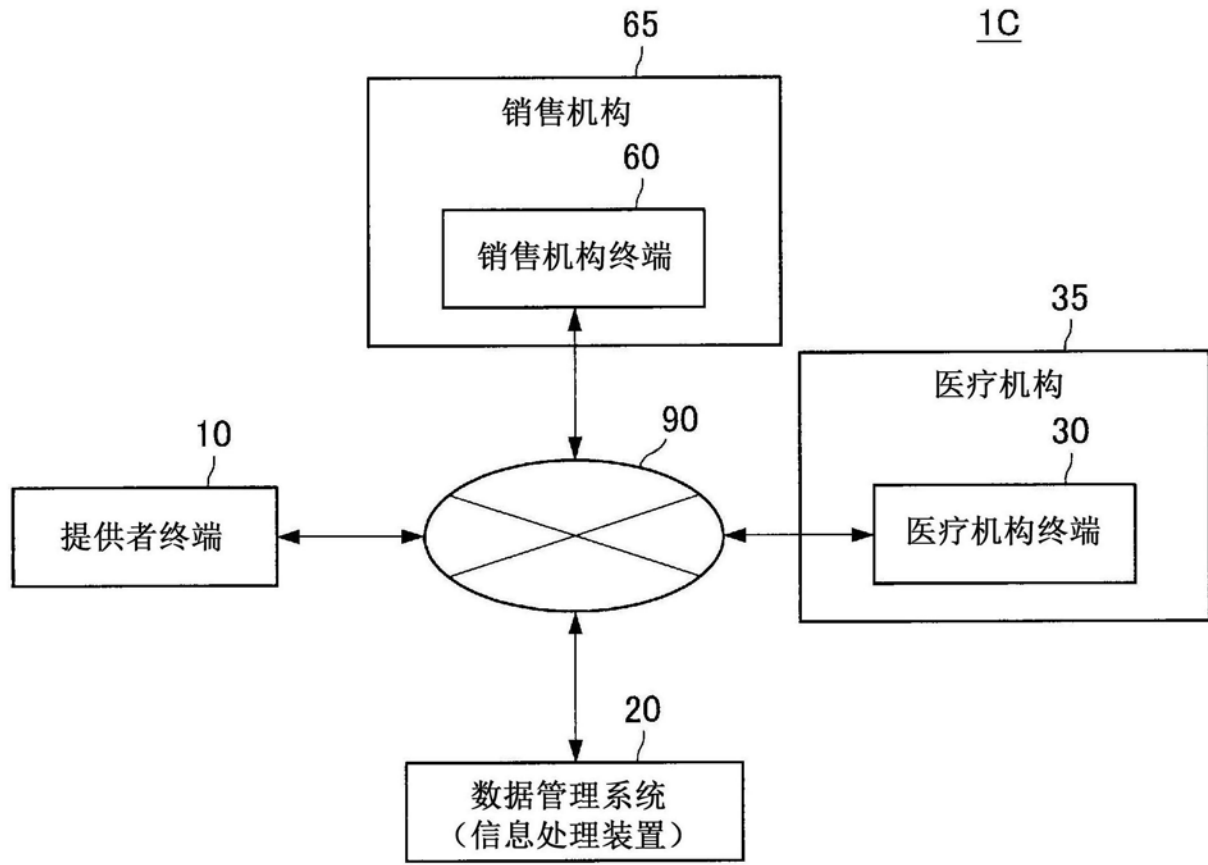 1C
65
销售机构
60
销售机构终端
35
医疗机构
30
医疗机构终端
90
10
提供者终端
20
数据管理系统
（信息处理装置）